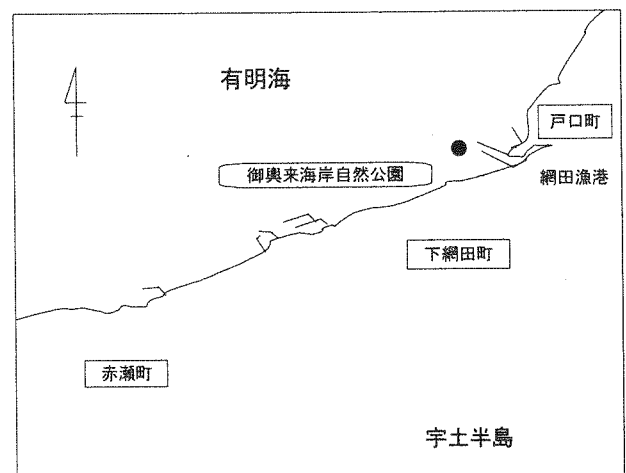 有明海
戸口町
御輿来海岸自然公園
網田漁港
下網田町
赤瀬町
宇土半島